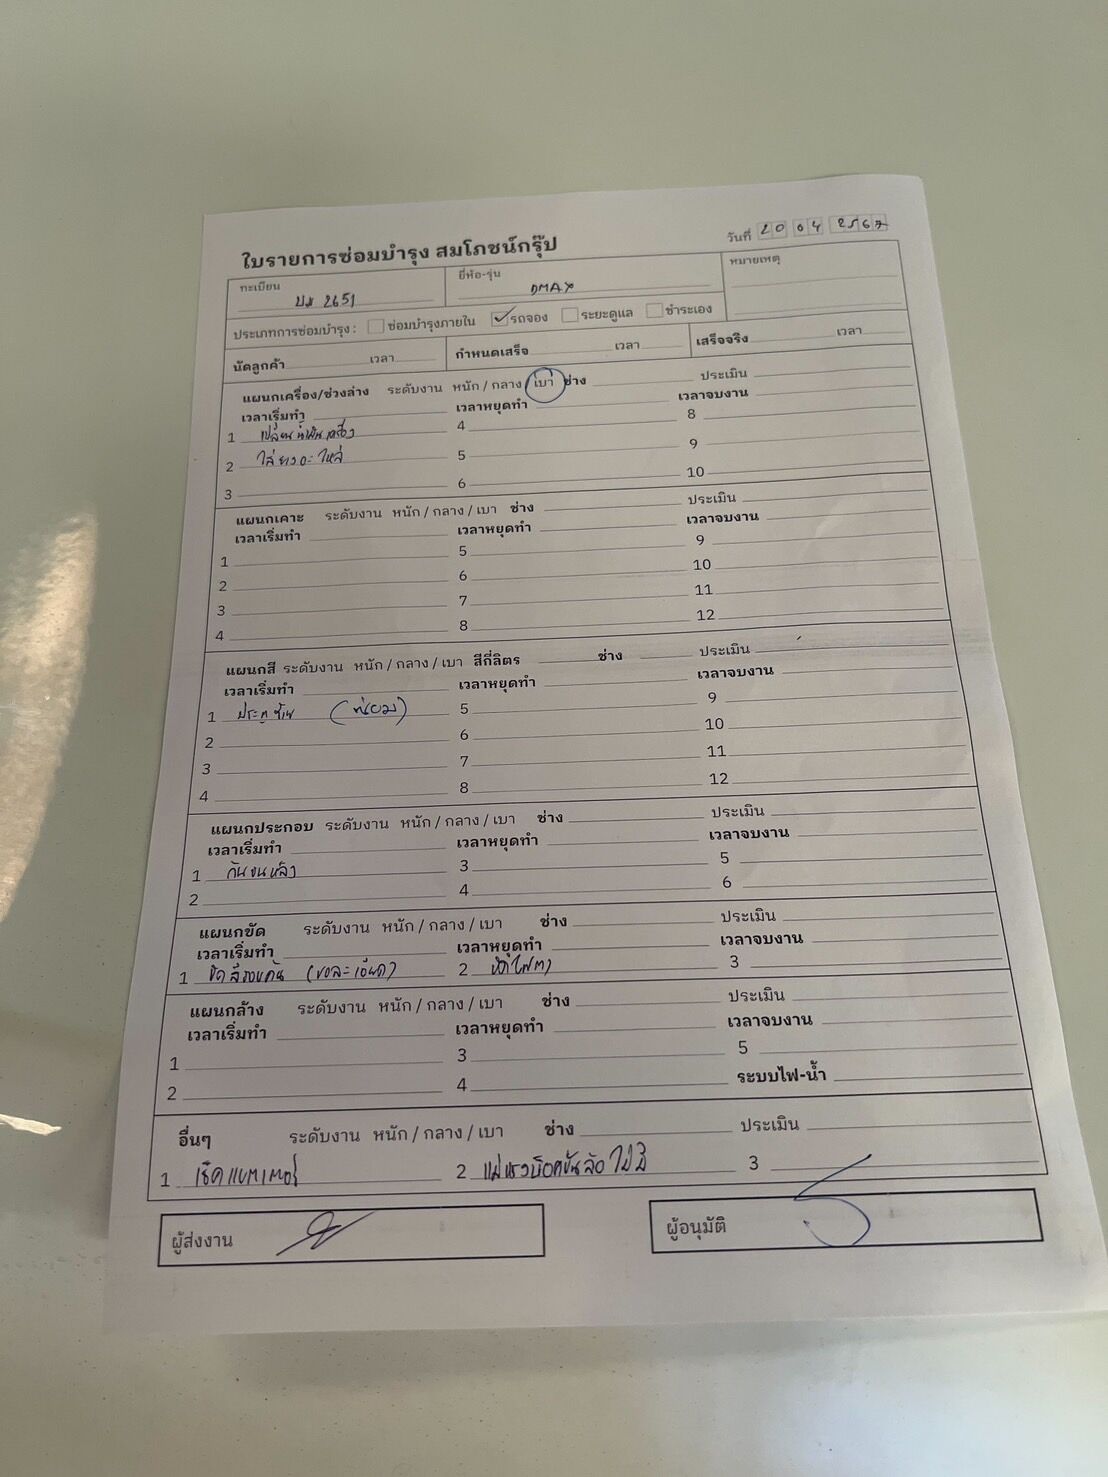 ใบรายการซ่อมบำรุง สมโภชน์กรุ๊ป
วันที่ 20 04 2567
ทะเบียน 2651
ยี่ห้อ-รุ่น DMAX
หมายเหตุ
ประเภทการซ่อมบำรุง : ซ่อมบำรุงภายใน รถจอง ระยะดูแล ชำระเอง
นัดลูกค้า เวลา กำหนดเสร็จ เวลา เสร็จจริง เวลา
แผนกเครื่อง/ช่วงล่าง ระดับงาน หนัก / กลาง / เบา ช่าง ประเมิน
เวลาเริ่มทำ เวลาหยุดทำ เวลาจบงาน
1 เปลี่ยนน้ำมันเครื่อง 4 8
2 ใส่ยางอะไหล่ 5 9
3 6 10
แผนกเคาะ ระดับงาน หนัก / กลาง / เบา ช่าง ประเมิน
เวลาเริ่มทำ เวลาหยุดทำ เวลาจบงาน
1 5 9
2 6 10
3 7 11
4 8 12
แผนกสี ระดับงาน หนัก / กลาง / เบา สีกี่ลิตร ช่าง ประเมิน
เวลาเริ่มทำ เวลาหยุดทำ เวลาจบงาน
1 ประตูซ้าย 5 9
2 6 10
3 7 11
4 8 12
แผนกประกอบ ระดับงาน หนัก / กลาง / เบา ช่าง ประเมิน
เวลาเริ่มทำ เวลาหยุดทำ เวลาจบงาน
1 กันชนหลัง 3 5
2 4 6
แผนกขัด ระดับงาน หนัก / กลาง / เบา ช่าง ประเมิน
เวลาเริ่มทำ เวลาหยุดทำ เวลาจบงาน
1 ขัดสีรอบคัน (ขอละเอียด) 2 ขัดไฟตา 3
แผนกล้าง ระดับงาน หนัก / กลาง / เบา ช่าง ประเมิน
เวลาเริ่มทำ เวลาหยุดทำ เวลาจบงาน
1 3 5
2 4 ระบบไฟ-น้ำ
อื่นๆ ระดับงาน หนัก / กลาง / เบา ช่าง ประเมิน
1 เช็คแบตเตอรี่ 2 แม่แรงบ๊อคขันล้อ ไม่มี 3
ผู้ส่งงาน ผู้อนุมัติ